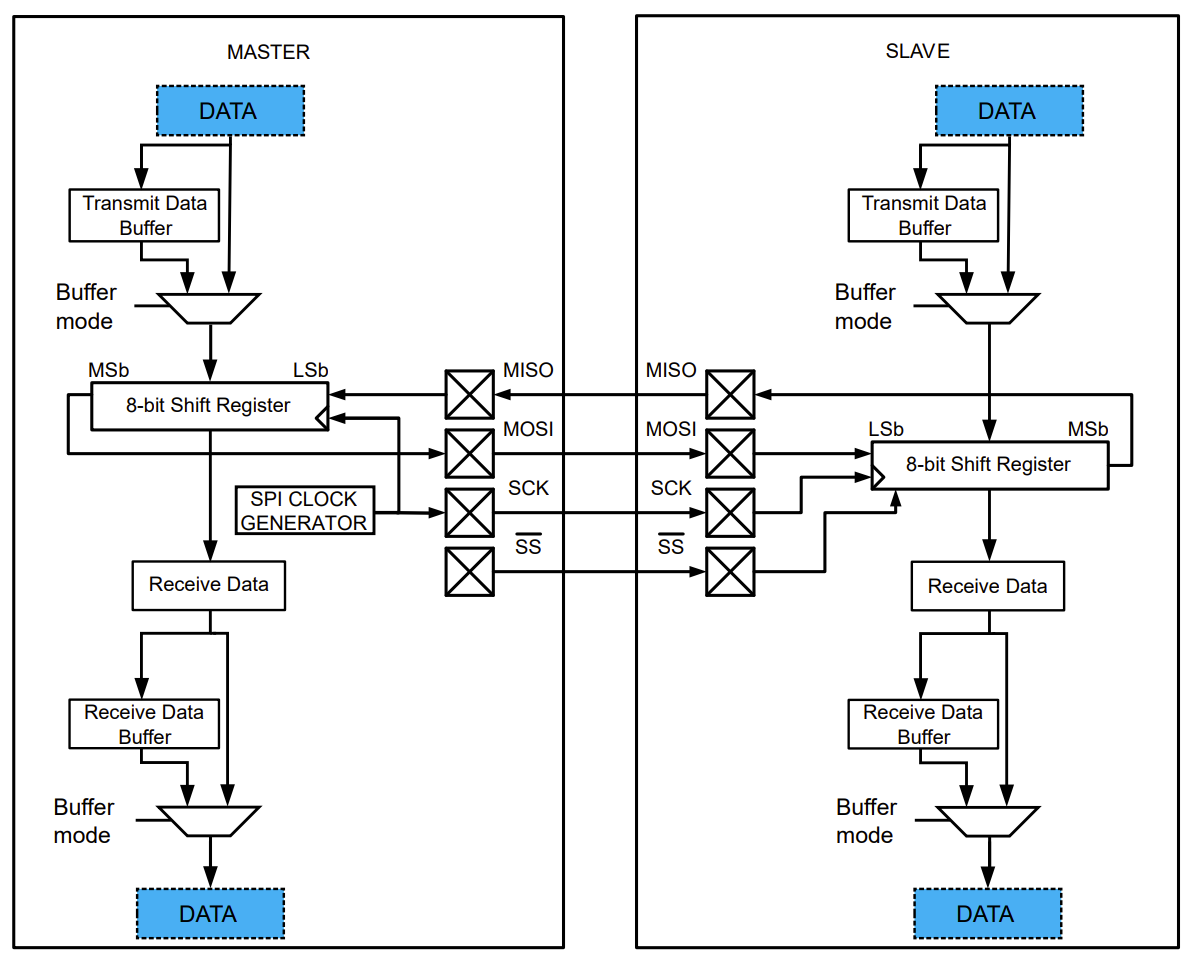 MASTER
DATA
Transmit Data
Buffer
Buffer
mode
MSb
LSb
8-bit Shift Register
SPI CLOCK
GENERATOR
Receive Data
Receive Data
Buffer
Buffer
mode
DATA
MISO
MOSI
SCK
SS
SLAVE
DATA
Transmit Data
Buffer
Buffer
mode
MISO
MOSI
SCK
SS
LSb
MSb
8-bit Shift Register
Receive Data
Receive Data
Buffer
Buffer
mode
DATA